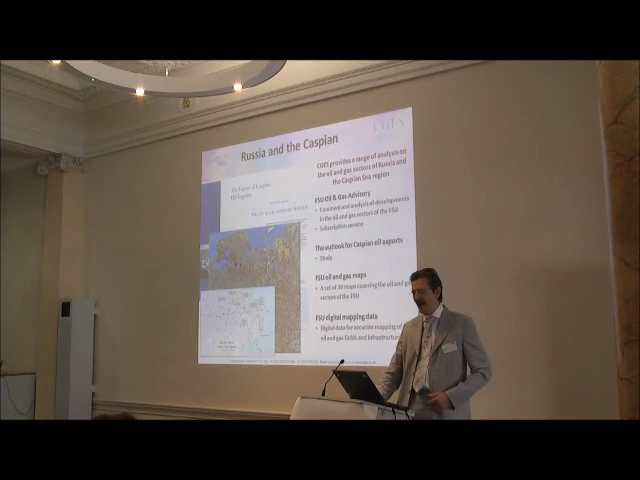 CGES
Russia and the Caspian
CGES provides a range of analysis on
the oil and gas sectors of Russia and
the Caspian Sea region
The Future of Caspian
Oil Exports
FSU Oil & Gas Advisory
• Comment and analysis of developments
in the oil and gas sectors of the FSU
• Subscription service
The outlook for Caspian oil exports
• Study
FSU oil and gas maps
• A set of 30 maps covering the oil and
sectors of the FSU
FSU digital mapping data
• Digital data for accurate mapping of
oil and gas fields and infrastructure